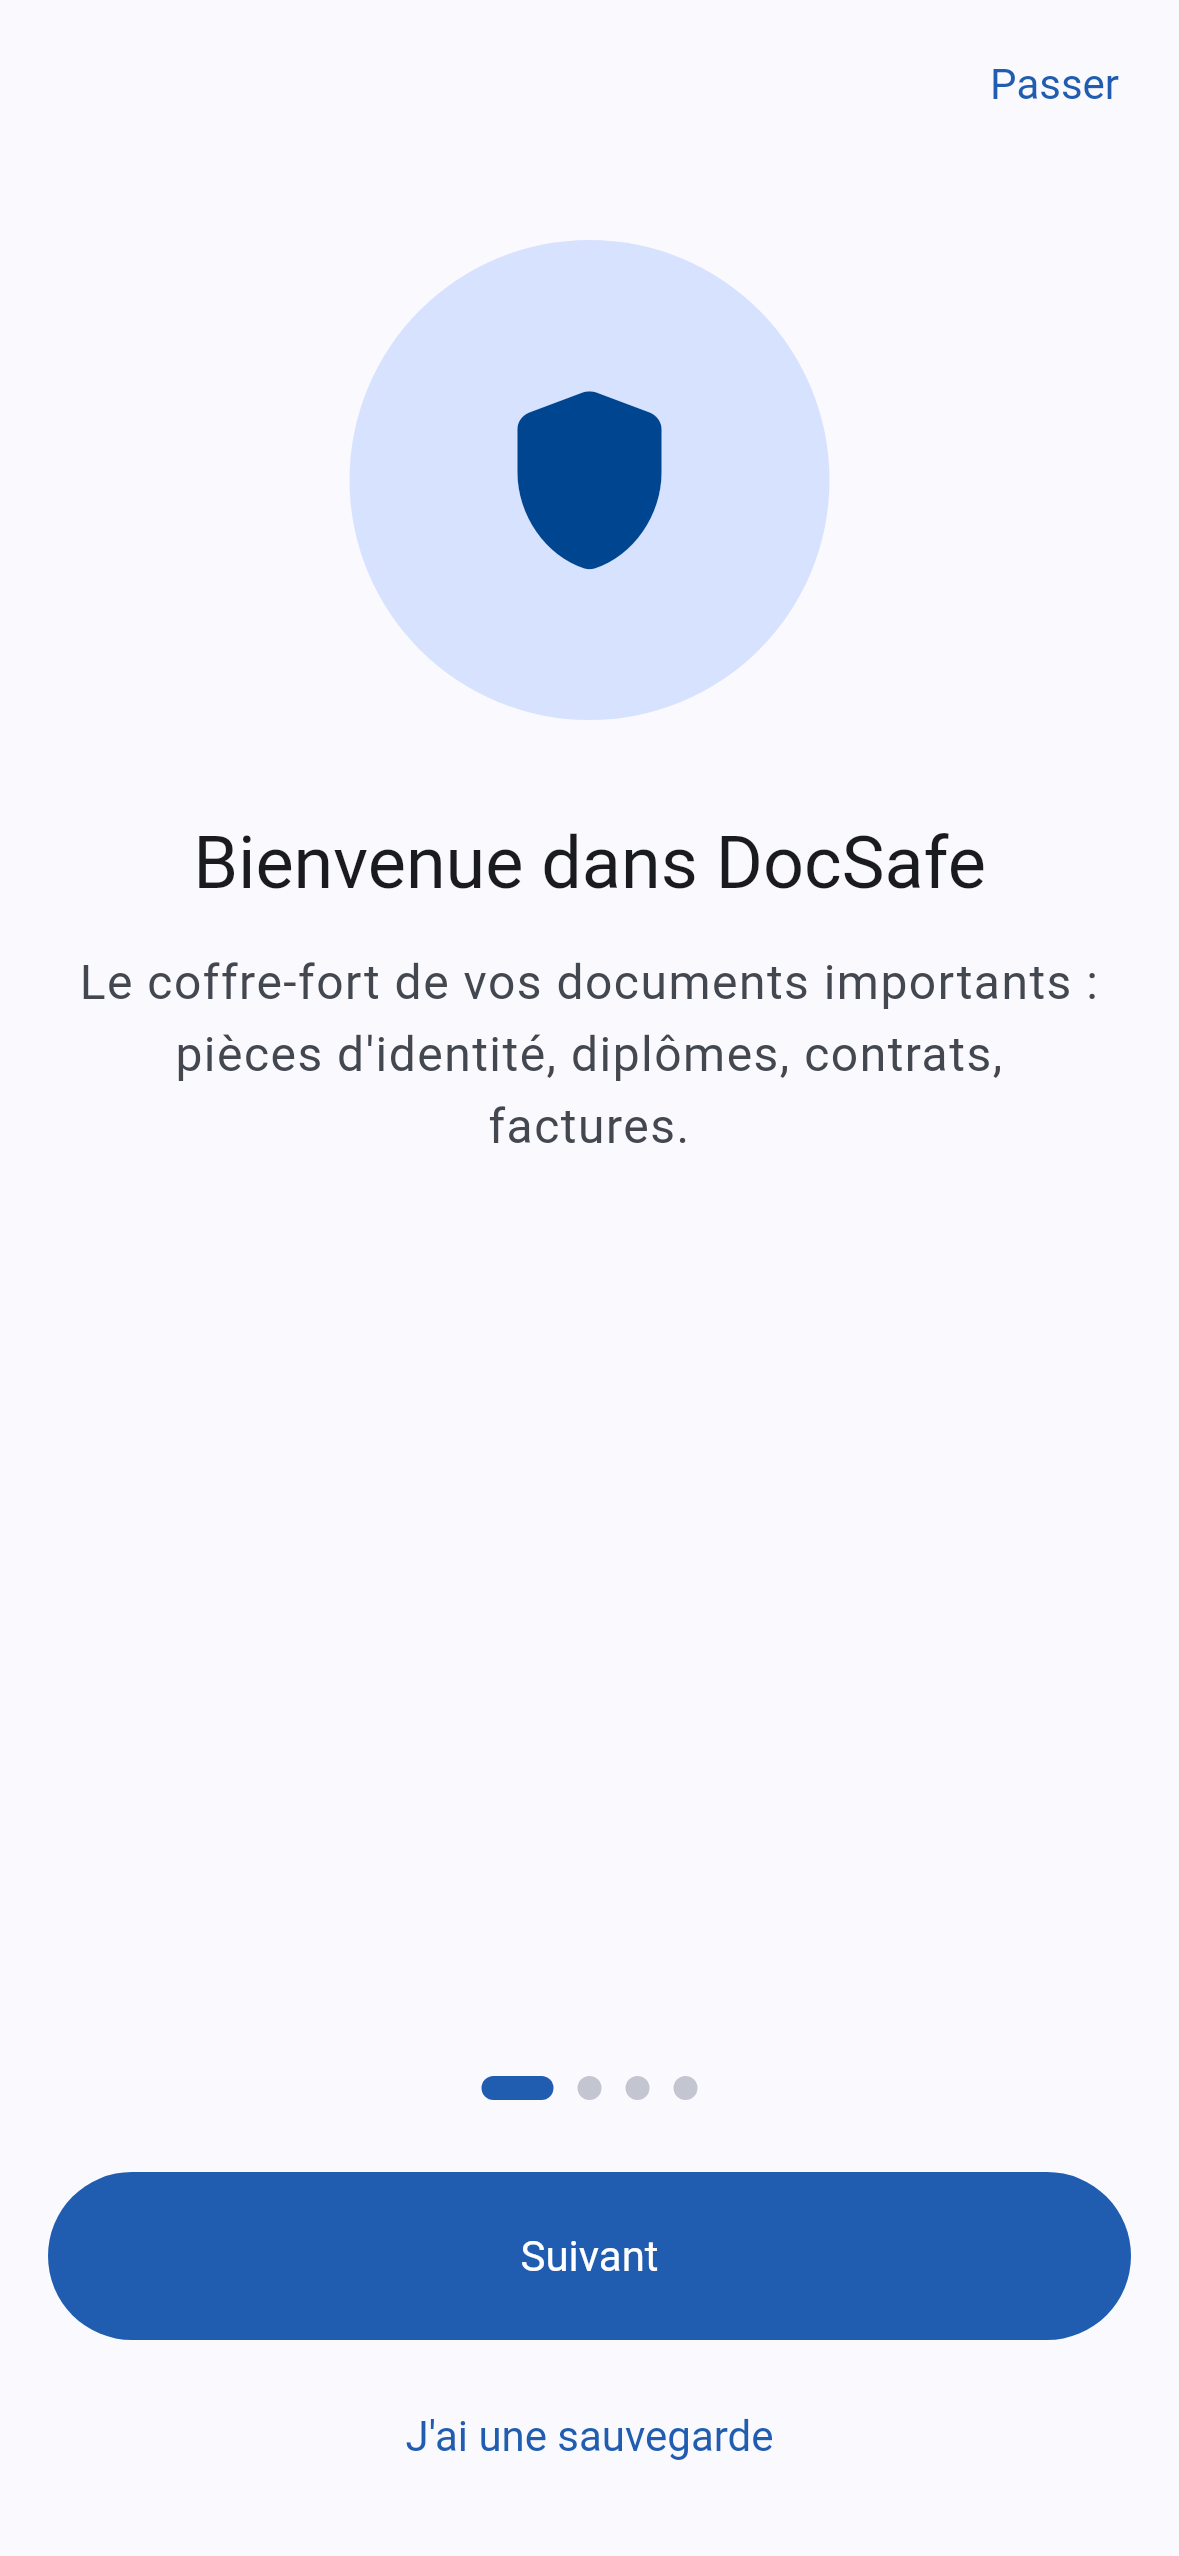 Passer
Bienvenue dans DocSafe
Le coffre-fort de vos documents importants :
pièces d'identité, diplômes, contrats,
factures.
Suivant
J'ai une sauvegarde